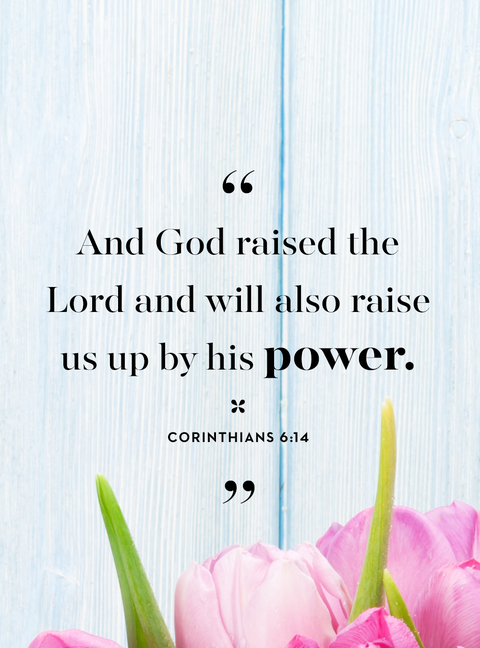 “
And God raised the
Lord and will also raise
us up by his power.
CORINTHIANS 6:14
”